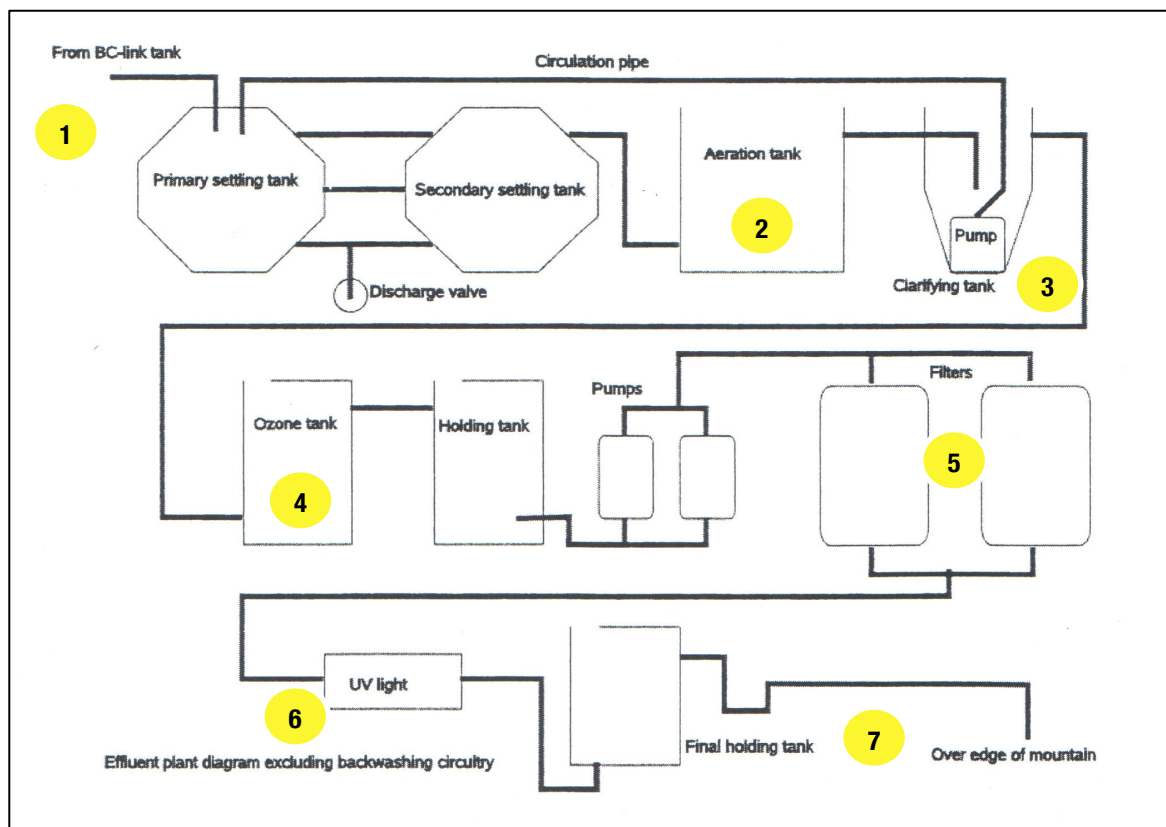 From BC-link tank
Circulation pipe
1
Primary settling tank
Secondary settling tank
Aeration tank
2
Pump
Discharge valve
Clarifying tank
3
Ozone tank
4
Holding tank
Pumps
Filters
5
UV light
6
Effluent plant diagram excluding backwashing circuitry
Final holding tank
7
Over edge of mountain